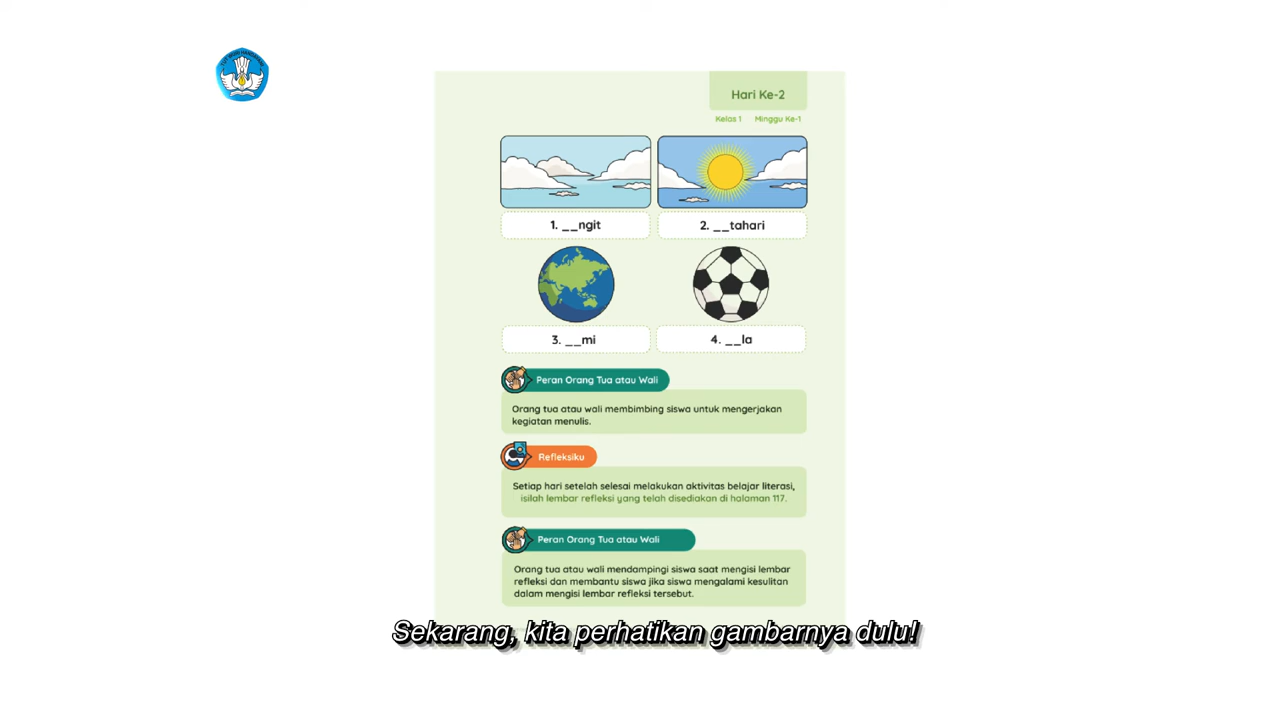 TUT WURI HANDAYANI
Hari Ke-2
Kelas 1 Minggu Ke-1
1. __ngit
2. __tahari
3. __mi
4. __la
Peran Orang Tua atau Wali
Orang tua atau wali membimbing siswa untuk mengerjakan
kegiatan menulis.
Refleksiku
Setiap hari setelah selesai melakukan aktivitas belajar literasi,
isilah lembar refleksi yang telah disediakan di halaman 117.
Peran Orang Tua atau Wali
Orang tua atau wali mendampingi siswa saat mengisi lembar
refleksi dan membantu siswa jika siswa mengalami kesulitan
dalam mengisi lembar refleksi tersebut.
Sekarang, kita perhatikan gambarnya dulu!